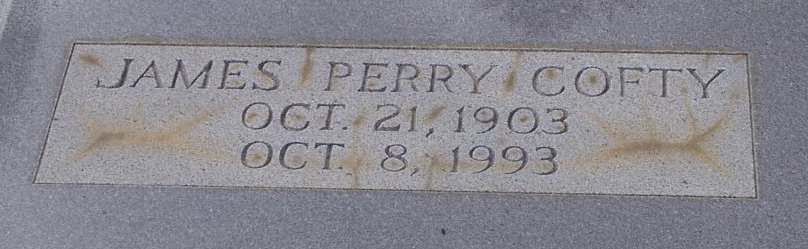 JAMES PERRY COFTY
OCT. 21, 1903
OCT. 8, 1993